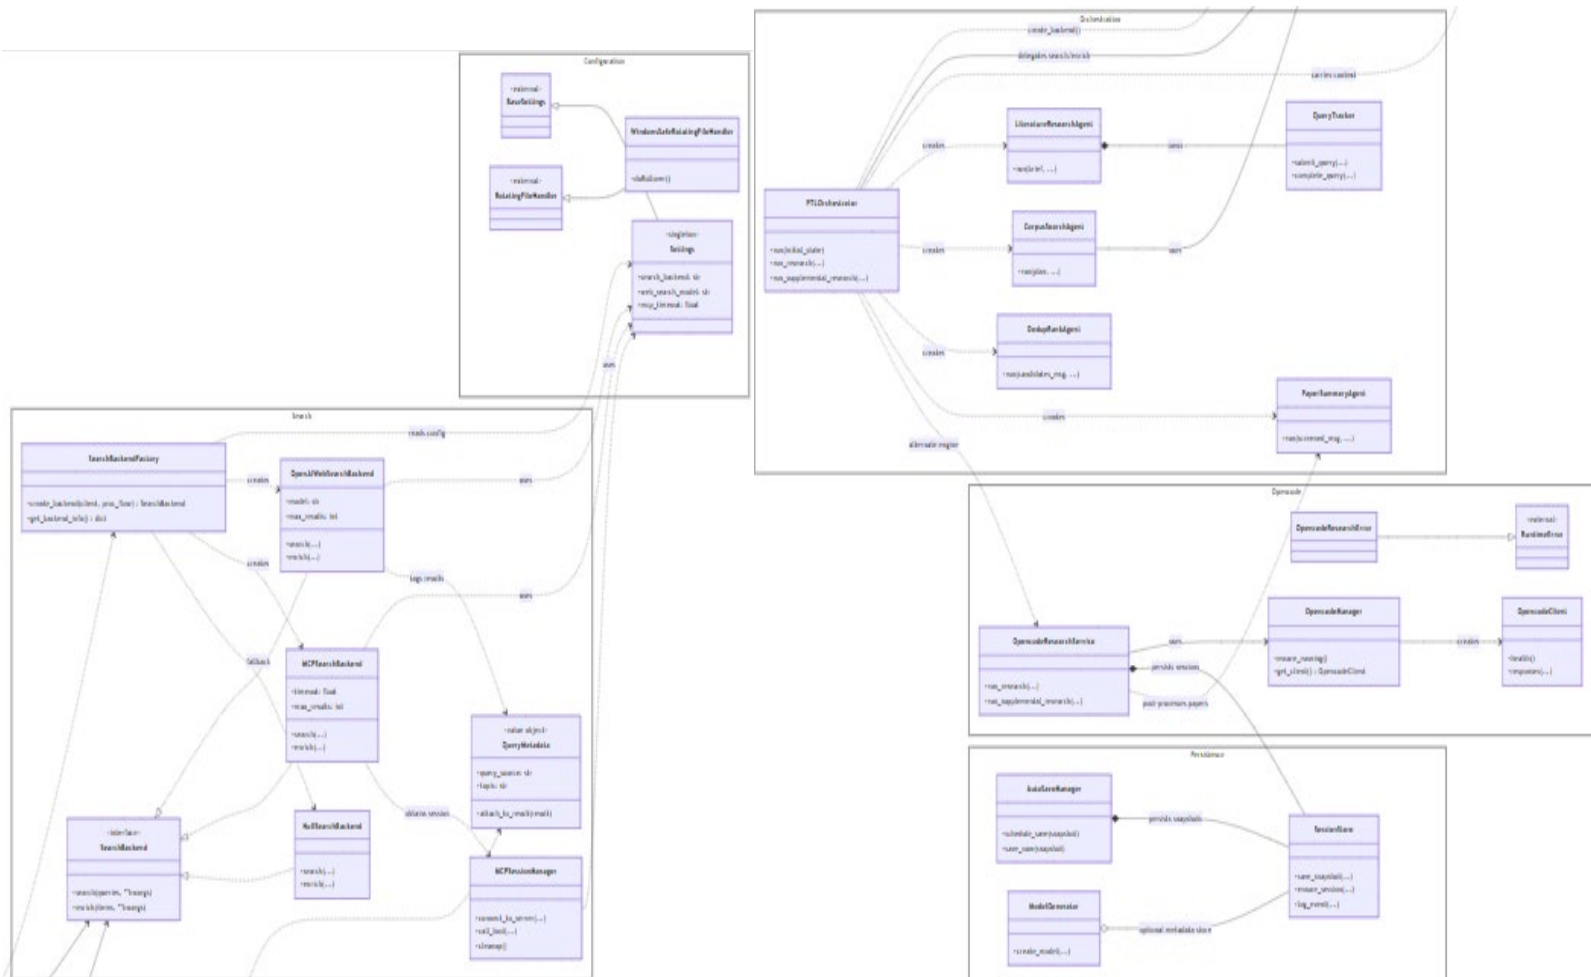 Configuration
«external»
BaseSettings
«external»
RotatingFileHandler
WindowsSafeRotatingFileHandler
+doRollover()
«singleton»
Settings
+search_backend: str
+web_search_model: str
+mcp_timeout: float
uses
Search
reads config
SearchBackendFactory
+get_backend_info() : dict
creates
OpenAIWebSearchBackend
+model: str
+max_results: int
+search(...)
+enrich(...)
uses
creates
tags results
uses
fallback
MCPSearchBackend
+timeout: float
+max_results: int
+search(...)
+enrich(...)
«value object»
QueryMetadata
+query_source: str
+topic: str
+attach_to_result(result)
obtains session
NullSearchBackend
+search(...)
+enrich(...)
«interface»
SearchBackend
+search(queries, **kwargs)
+enrich(items, **kwargs)
MCPSessionManager
+connect_to_server(...)
+call_tool(...)
+cleanup()
Orchestration
create_backend()
delegates search/enrich
carries context
LiteratureResearchAgent
+run(brief, ...)
creates
uses
QueryTracker
+submit_query(...)
+complete_query(...)
PTLOrchestrator
+run(initial_state)
+run_research(...)
+run_supplemental_research(...)
creates
CorpusSearchAgent
+run(plan, ...)
uses
creates
DedupRankAgent
+run(candidates_msg, ...)
creates
PaperSummaryAgent
+run(screened_msg, ...)
alternate engine
Opencode
OpencodeResearchError
«external»
RuntimeError
OpencodeResearchService
+run_research(...)
+run_supplemental_research(...)
uses
persists sessions
post-processes papers
OpencodeManager
+ensure_running()
+get_client() : OpencodeClient
creates
OpencodeClient
+health()
+responses(...)
Persistence
AutoSaveManager
+schedule_save(snapshot)
+save_now(snapshot)
persists snapshots
SessionStore
+save_snapshot(...)
+ensure_session(...)
+log_event(...)
ModelGenerator
+create_model(...)
optional metadata store